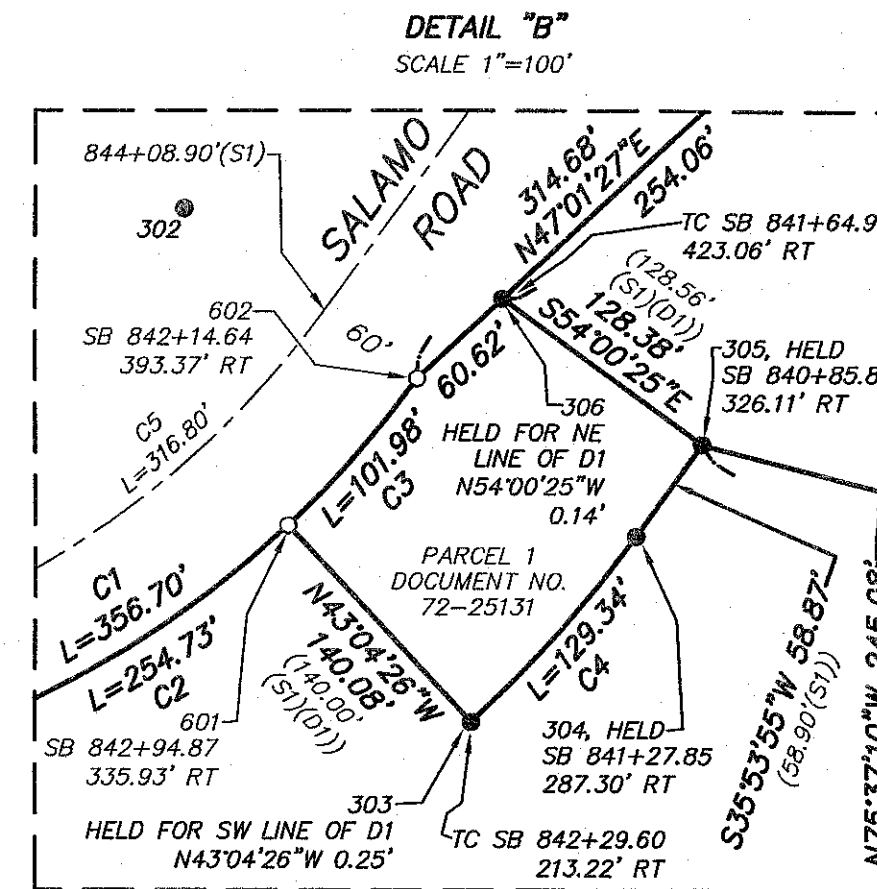 DETAIL "B"
SCALE 1"=100'
844+08.90'(S1)
302
SALAMO
ROAD
314.68'
N47°01'27"E
254.06'
TC SB 841+64.9
423.06' RT
602
SB 842+14.64
393.37' RT
60'
60.62'
(128.56'
(S1)(D1))
128.38'
S54°00'25"E
305, HELD
SB 840+85.8
326.11' RT
306
HELD FOR NE
LINE OF D1
N54°00'25"W
0.14'
C5
L=316.80'
L=101.98'
C3
PARCEL 1
DOCUMENT NO.
72-25131
C1
L=356.70'
L=254.73'
C2
N43°04'26"W
140.08'
(140.00'
(S1)(D1))
L=129.34'
C4
601
SB 842+94.87
335.93' RT
304, HELD
SB 841+27.85
287.30' RT
S35°53'55"W 58.87'
(58.90'(S1))
N75°37'10"W 245.08'
303
HELD FOR SW LINE OF D1
N43°04'26"W 0.25'
TC SB 842+29.60
213.22' RT